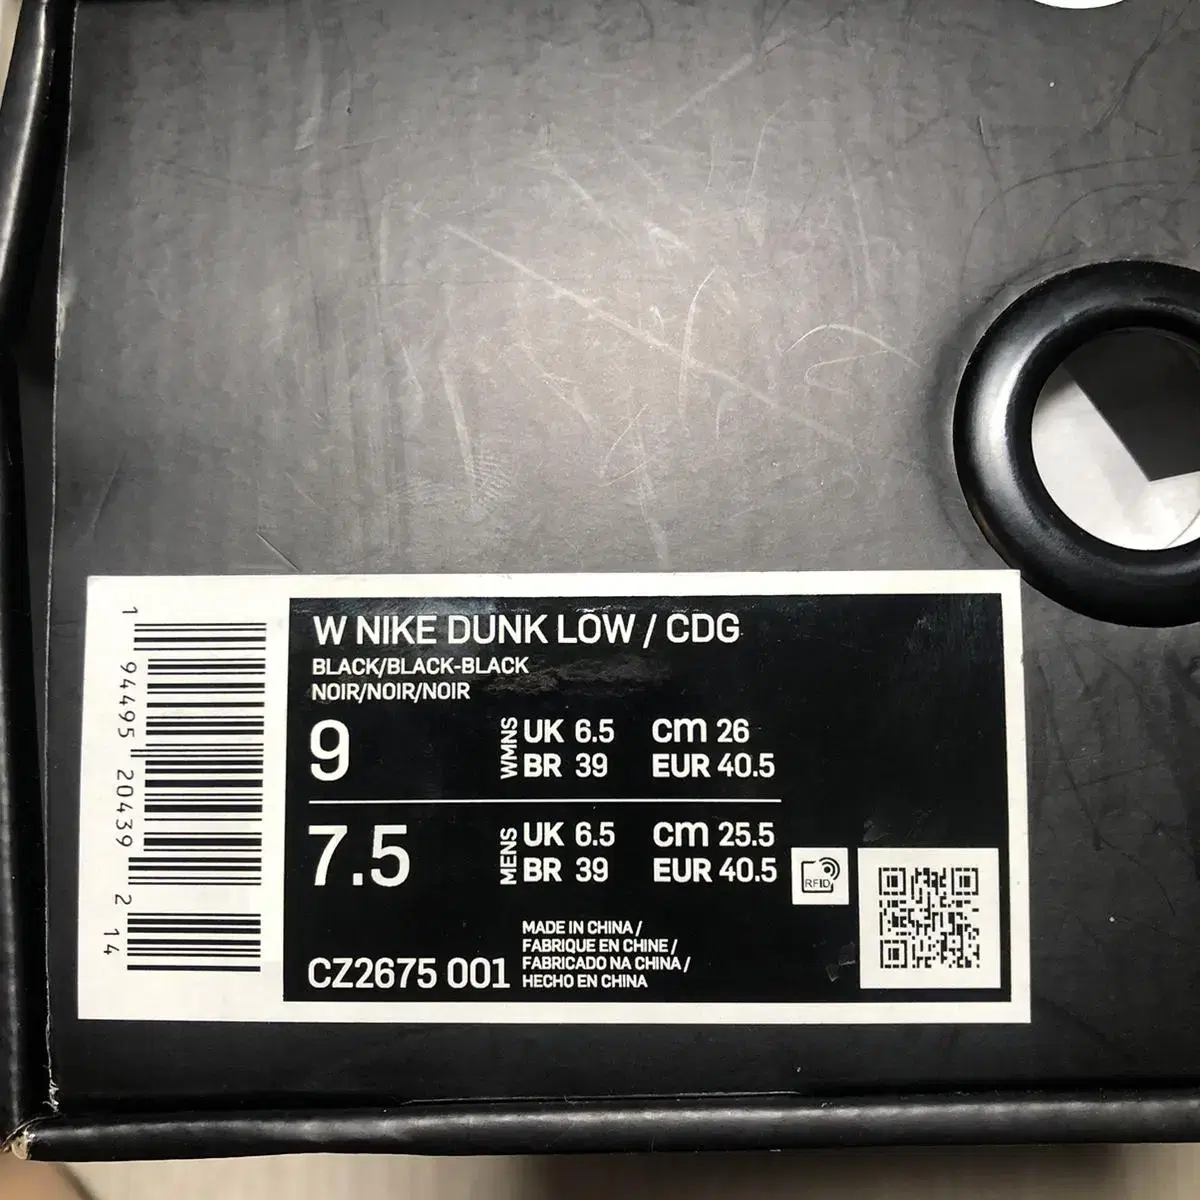 W NIKE DUNK LOW / CDG
BLACK/BLACK-BLACK
NOIR/NOIR/NOIR
9
WMNS
UK 6.5 cm 26
BR 39 EUR 40.5
7.5
MENS
UK 6.5 cm 25.5
BR 39 EUR 40.5
RFID
CZ2675 001
MADE IN CHINA /
FABRIQUE EN CHINE /
FABRICADO NA CHINA /
HECHO EN CHINA
1 94495 20439 2 14